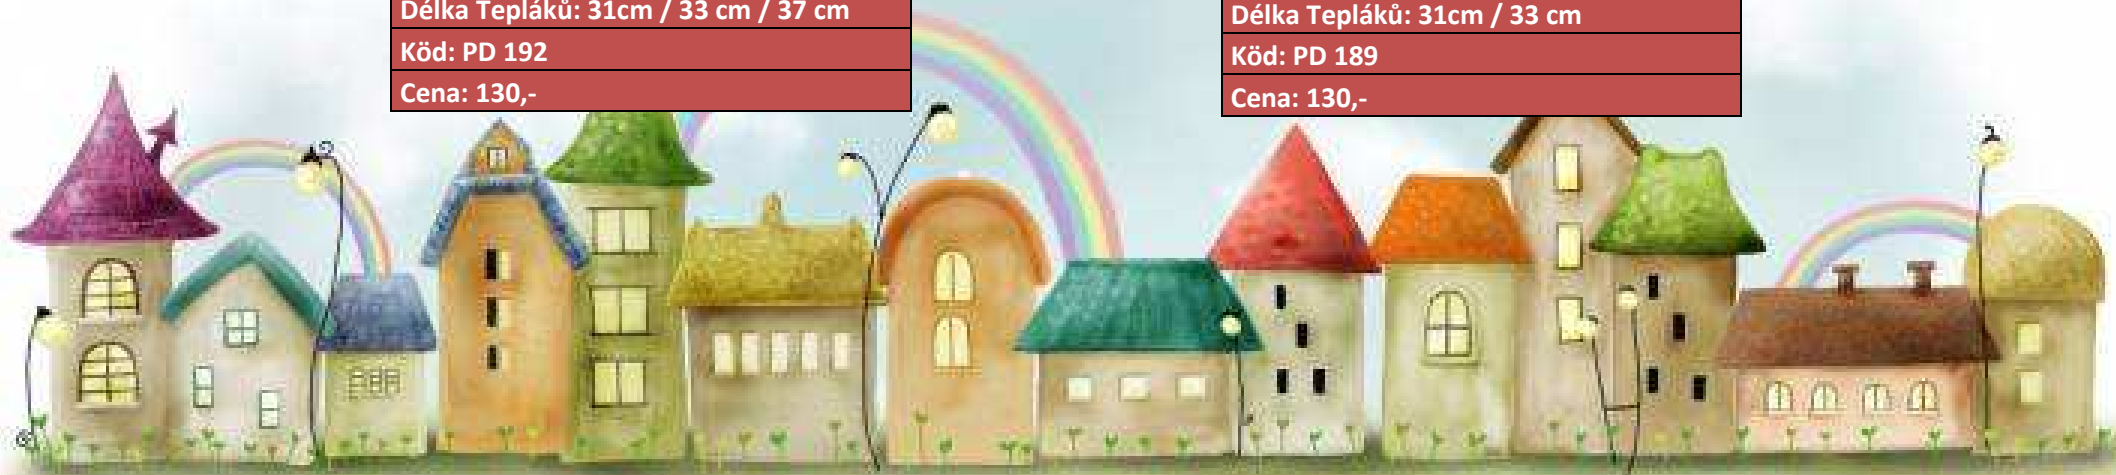 Délka Tepláků: 31cm / 33 cm / 37 cm
Köd: PD 192
Cena: 130,-
Délka Tepláků: 31cm / 33 cm
Köd: PD 189
Cena: 130,-